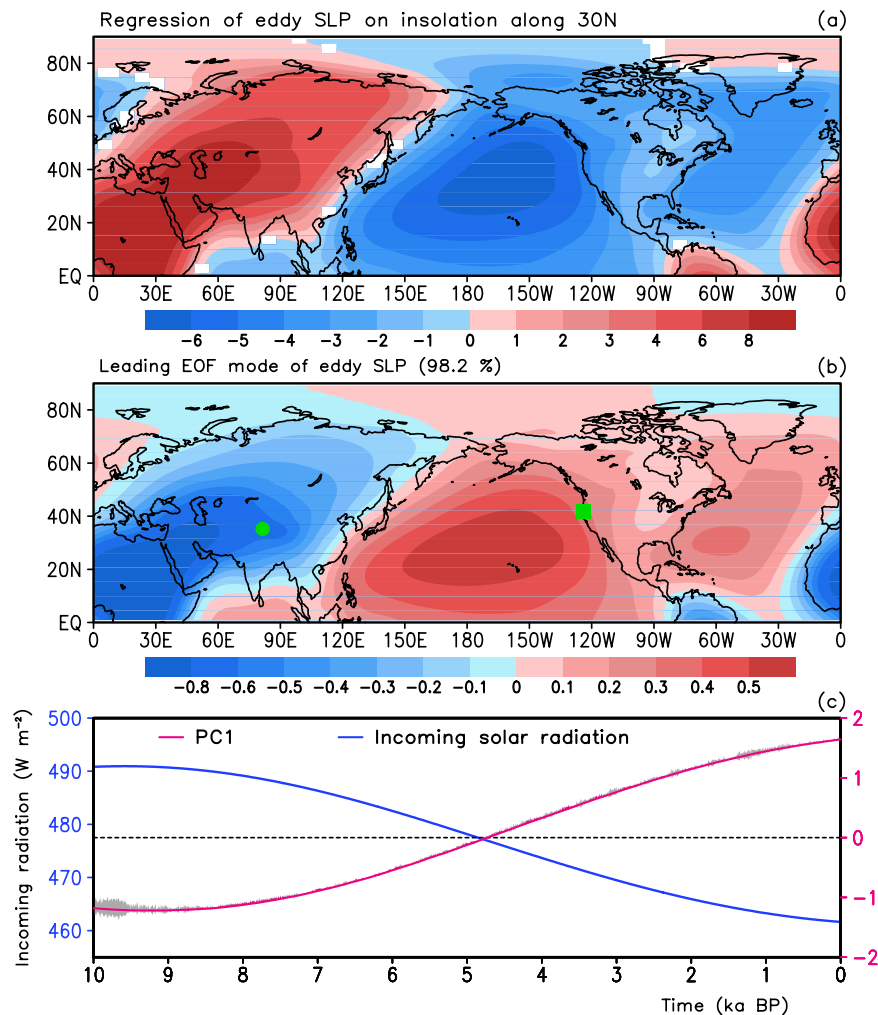 Regression of eddy SLP on insolation along 30N (a)
80N
60N
40N
20N
EQ
0 30E 60E 90E 120E 150E 180E 150W 120W 90W 60W 30W 0
−6 −5 −4 −3 −2 −1 0 1 2 3 4 6 8
Leading EOF mode of eddy SLP (98.2 %) (b)
80N
60N
40N
20N
EQ
0 30E 60E 90E 120E 150E 180E 150W 120W 90W 60W 30W 0
−0.8 −0.6 −0.5 −0.4 −0.3 −0.2 −0.1 0 0.1 0.2 0.3 0.4 0.5
(c)
Incoming radiation (W m⁻²)
500
490
480
470
460
PC1 Incoming solar radiation
2
1
0
−1
−2
10 9 8 7 6 5 4 3 2 1 0
Time (ka BP)